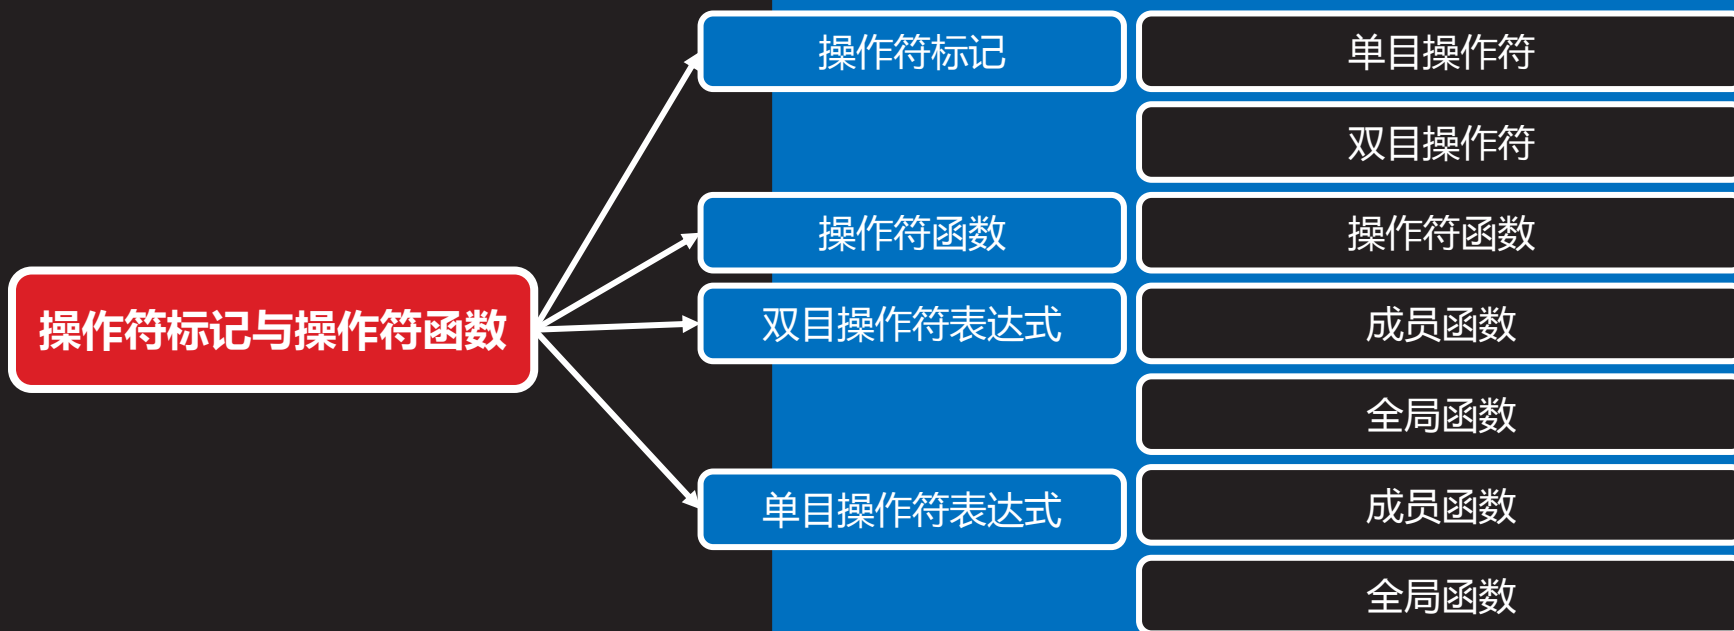 操作符标记与操作符函数
操作符标记
单目操作符
双目操作符
操作符函数
操作符函数
双目操作符表达式
成员函数
全局函数
单目操作符表达式
成员函数
全局函数